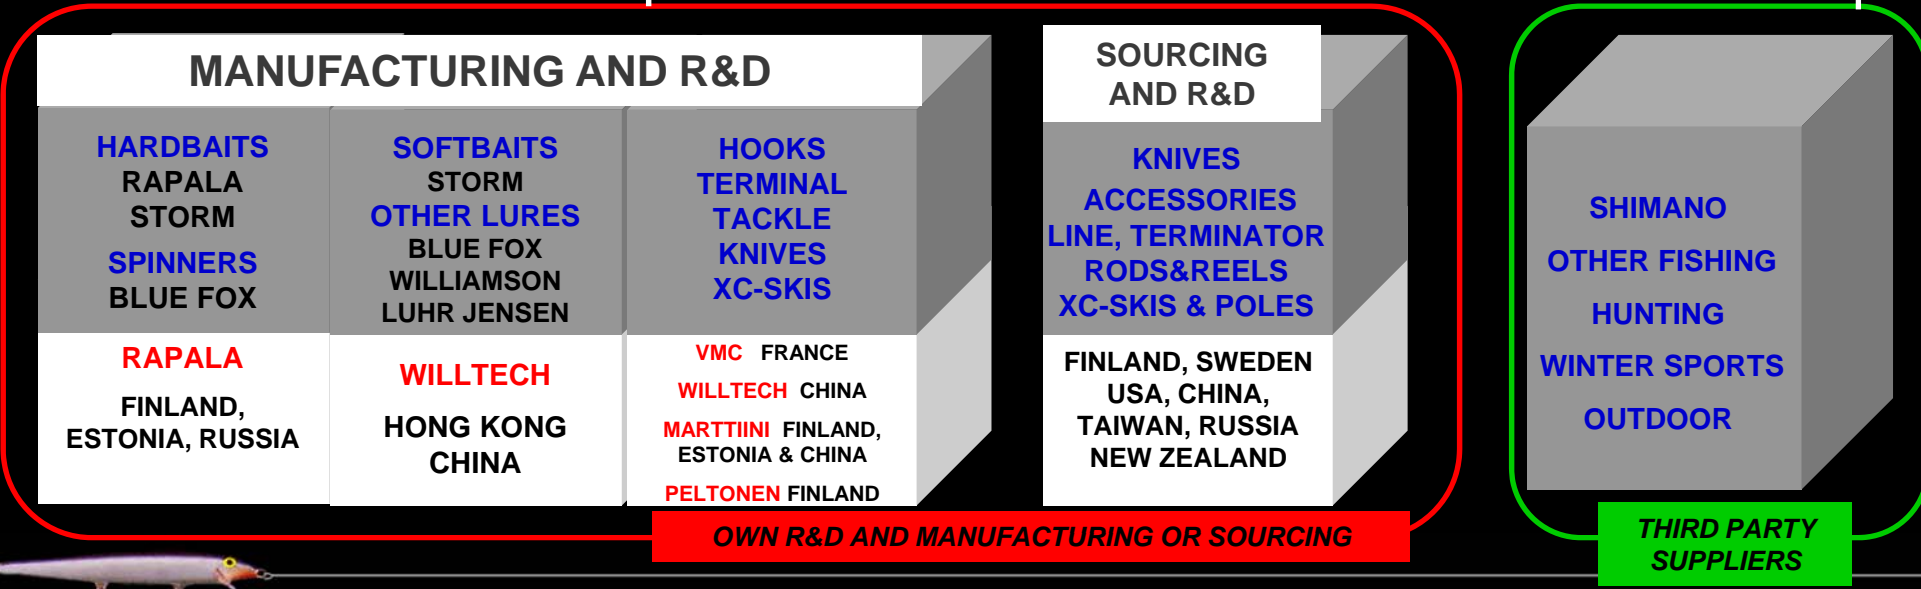 MANUFACTURING AND R&D
HARDBAITS
RAPALA
STORM
SPINNERS
BLUE FOX
RAPALA
FINLAND,
ESTONIA, RUSSIA
SOFTBAITS
STORM
OTHER LURES
BLUE FOX
WILLIAMSON
LUHR JENSEN
WILLTECH
HONG KONG
CHINA
HOOKS
TERMINAL
TACKLE
KNIVES
XC-SKIS
VMC FRANCE
WILLTECH CHINA
MARTTIINI FINLAND,
ESTONIA & CHINA
PELTONEN FINLAND
SOURCING
AND R&D
KNIVES
ACCESSORIES
LINE, TERMINATOR
RODS&REELS
XC-SKIS & POLES
FINLAND, SWEDEN
USA, CHINA,
TAIWAN, RUSSIA
NEW ZEALAND
OWN R&D AND MANUFACTURING OR SOURCING
SHIMANO
OTHER FISHING
HUNTING
WINTER SPORTS
OUTDOOR
THIRD PARTY
SUPPLIERS